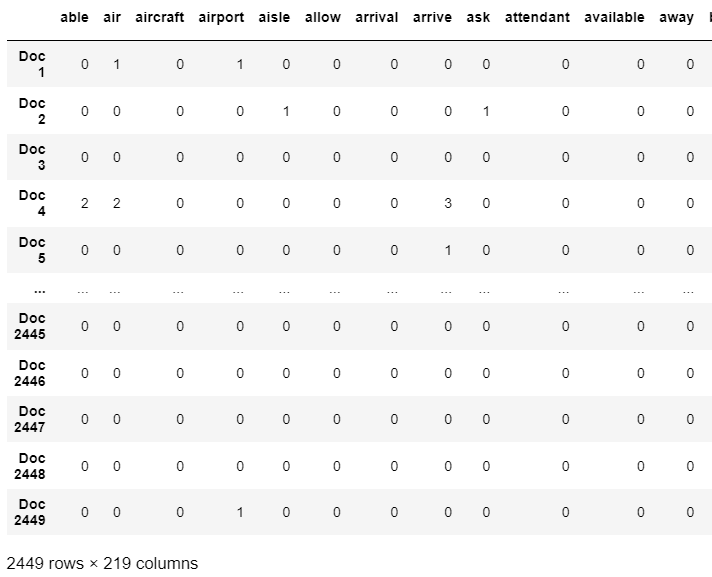 able air aircraft airport aisle allow arrival arrive ask attendant available away
Doc 1 0 1 0 1 0 0 0 0 0 0 0 0
Doc 2 0 0 0 0 1 0 0 0 1 0 0 0
Doc 3 0 0 0 0 0 0 0 0 0 0 0 0
Doc 4 2 2 0 0 0 0 0 3 0 0 0 0
Doc 5 0 0 0 0 0 0 0 1 0 0 0 0
... ... ... ... ... ... ... ... ... ... ... ... ...
Doc 2445 0 0 0 0 0 0 0 0 0 0 0 0
Doc 2446 0 0 0 0 0 0 0 0 0 0 0 0
Doc 2447 0 0 0 0 0 0 0 0 0 0 0 0
Doc 2448 0 0 0 0 0 0 0 0 0 0 0 0
Doc 2449 0 0 0 1 0 0 0 0 0 0 0 0
2449 rows × 219 columns